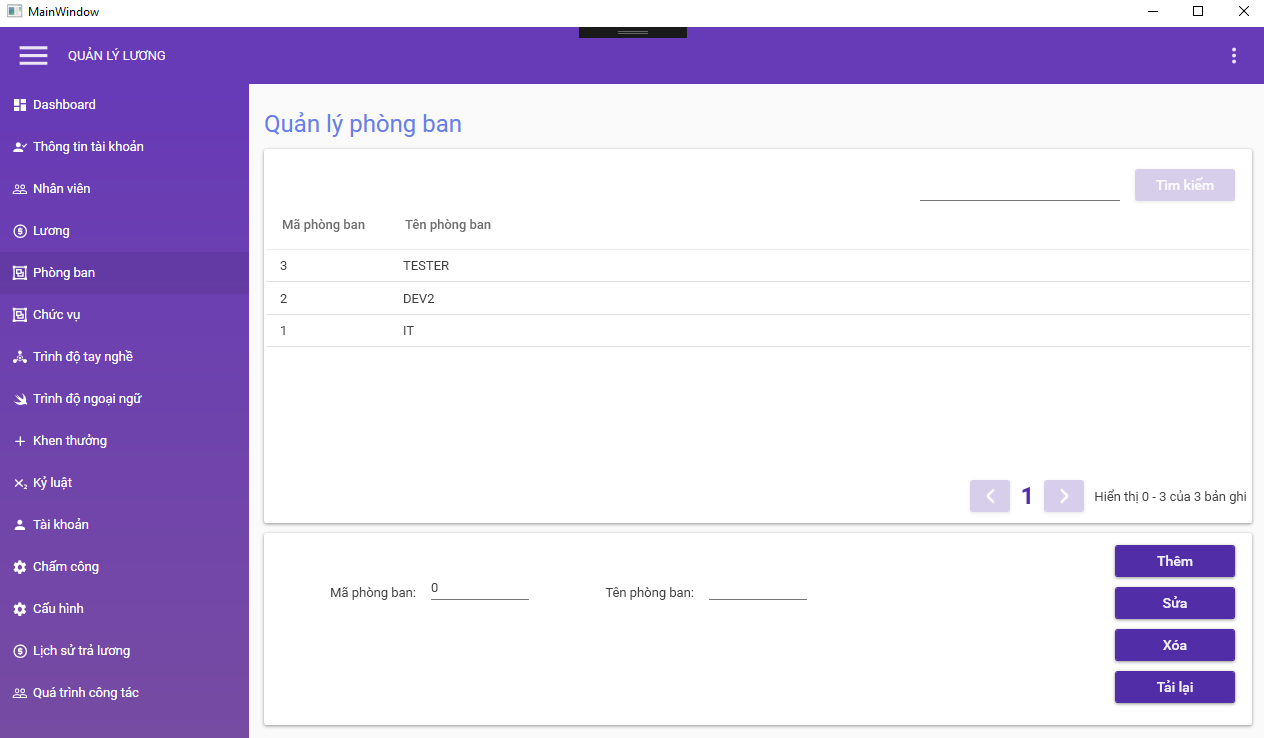 MainWindow
QUẢN LÝ LƯƠNG
Dashboard
Thông tin tài khoản
Nhân viên
Lương
Phòng ban
Chức vụ
Trình độ tay nghề
Trình độ ngoại ngữ
Khen thưởng
Kỷ luật
Tài khoản
Chấm công
Cấu hình
Lịch sử trả lương
Quá trình công tác
Quản lý phòng ban
Tìm kiếm
Mã phòng ban Tên phòng ban
3 TESTER
2 DEV2
1 IT
1 Hiển thị 0 - 3 của 3 bản ghi
Mã phòng ban: 0 Tên phòng ban:
Thêm
Sửa
Xóa
Tải lại